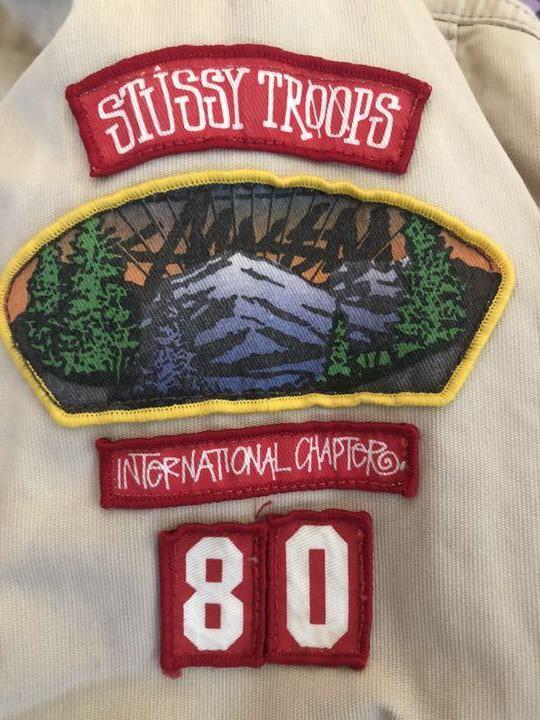 STÜSSY TROOPS
INTERNATIONAL CHAPTER
80